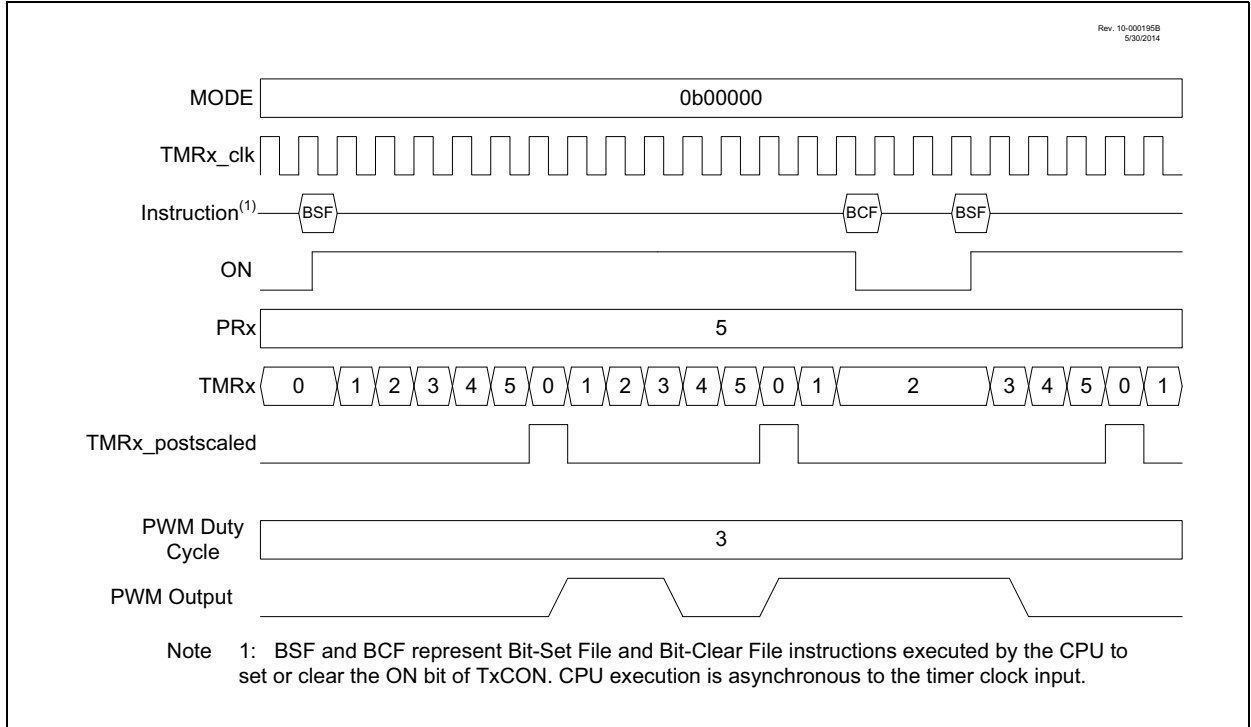 Rev. 10-000195B
5/30/2014
MODE 0b00000
TMRx_clk
Instruction(1) BSF BCF BSF
ON
PRx 5
TMRx 0 1 2 3 4 5 0 1 2 3 4 5 0 1 2 3 4 5 0 1
TMRx_postscaled
PWM Duty
Cycle 3
PWM Output
Note 1: BSF and BCF represent Bit-Set File and Bit-Clear File instructions executed by the CPU to
set or clear the ON bit of TxCON. CPU execution is asynchronous to the timer clock input.